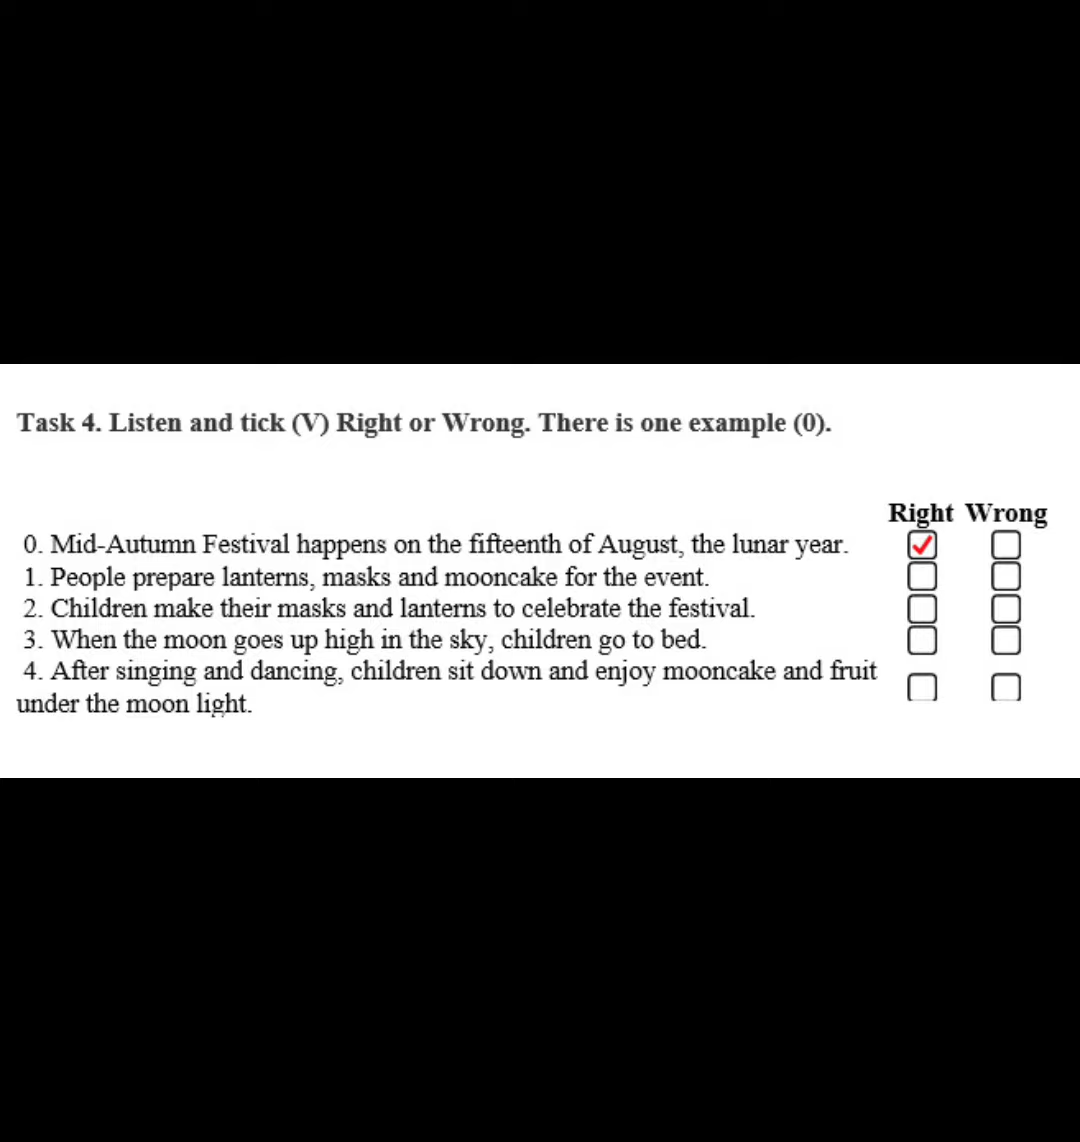 Task 4. Listen and tick (V) Right or Wrong. There is one example (0).
Right Wrong
0. Mid-Autumn Festival happens on the fifteenth of August, the lunar year.
1. People prepare lanterns, masks and mooncake for the event.
2. Children make their masks and lanterns to celebrate the festival.
3. When the moon goes up high in the sky, children go to bed.
4. After singing and dancing, children sit down and enjoy mooncake and fruit
under the moon light.